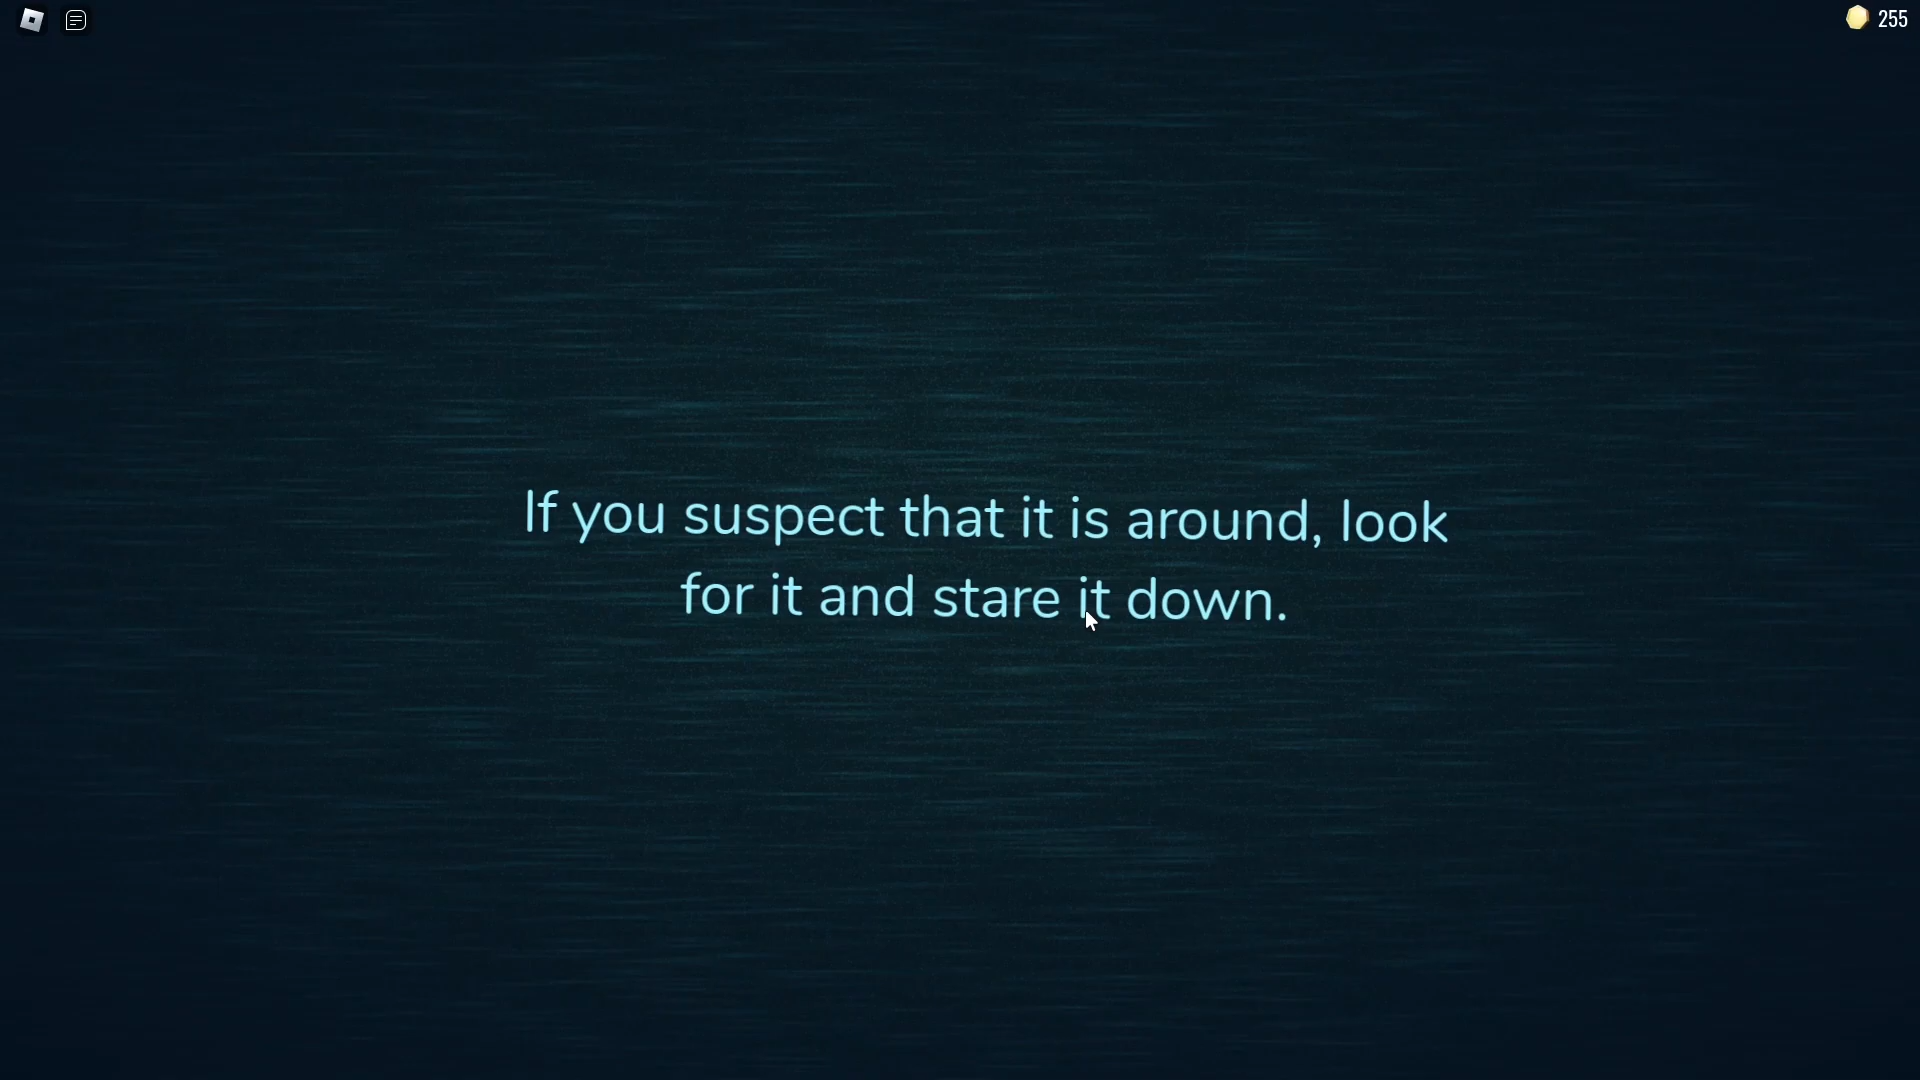 255
If you suspect that it is around, look
for it and stare it down.